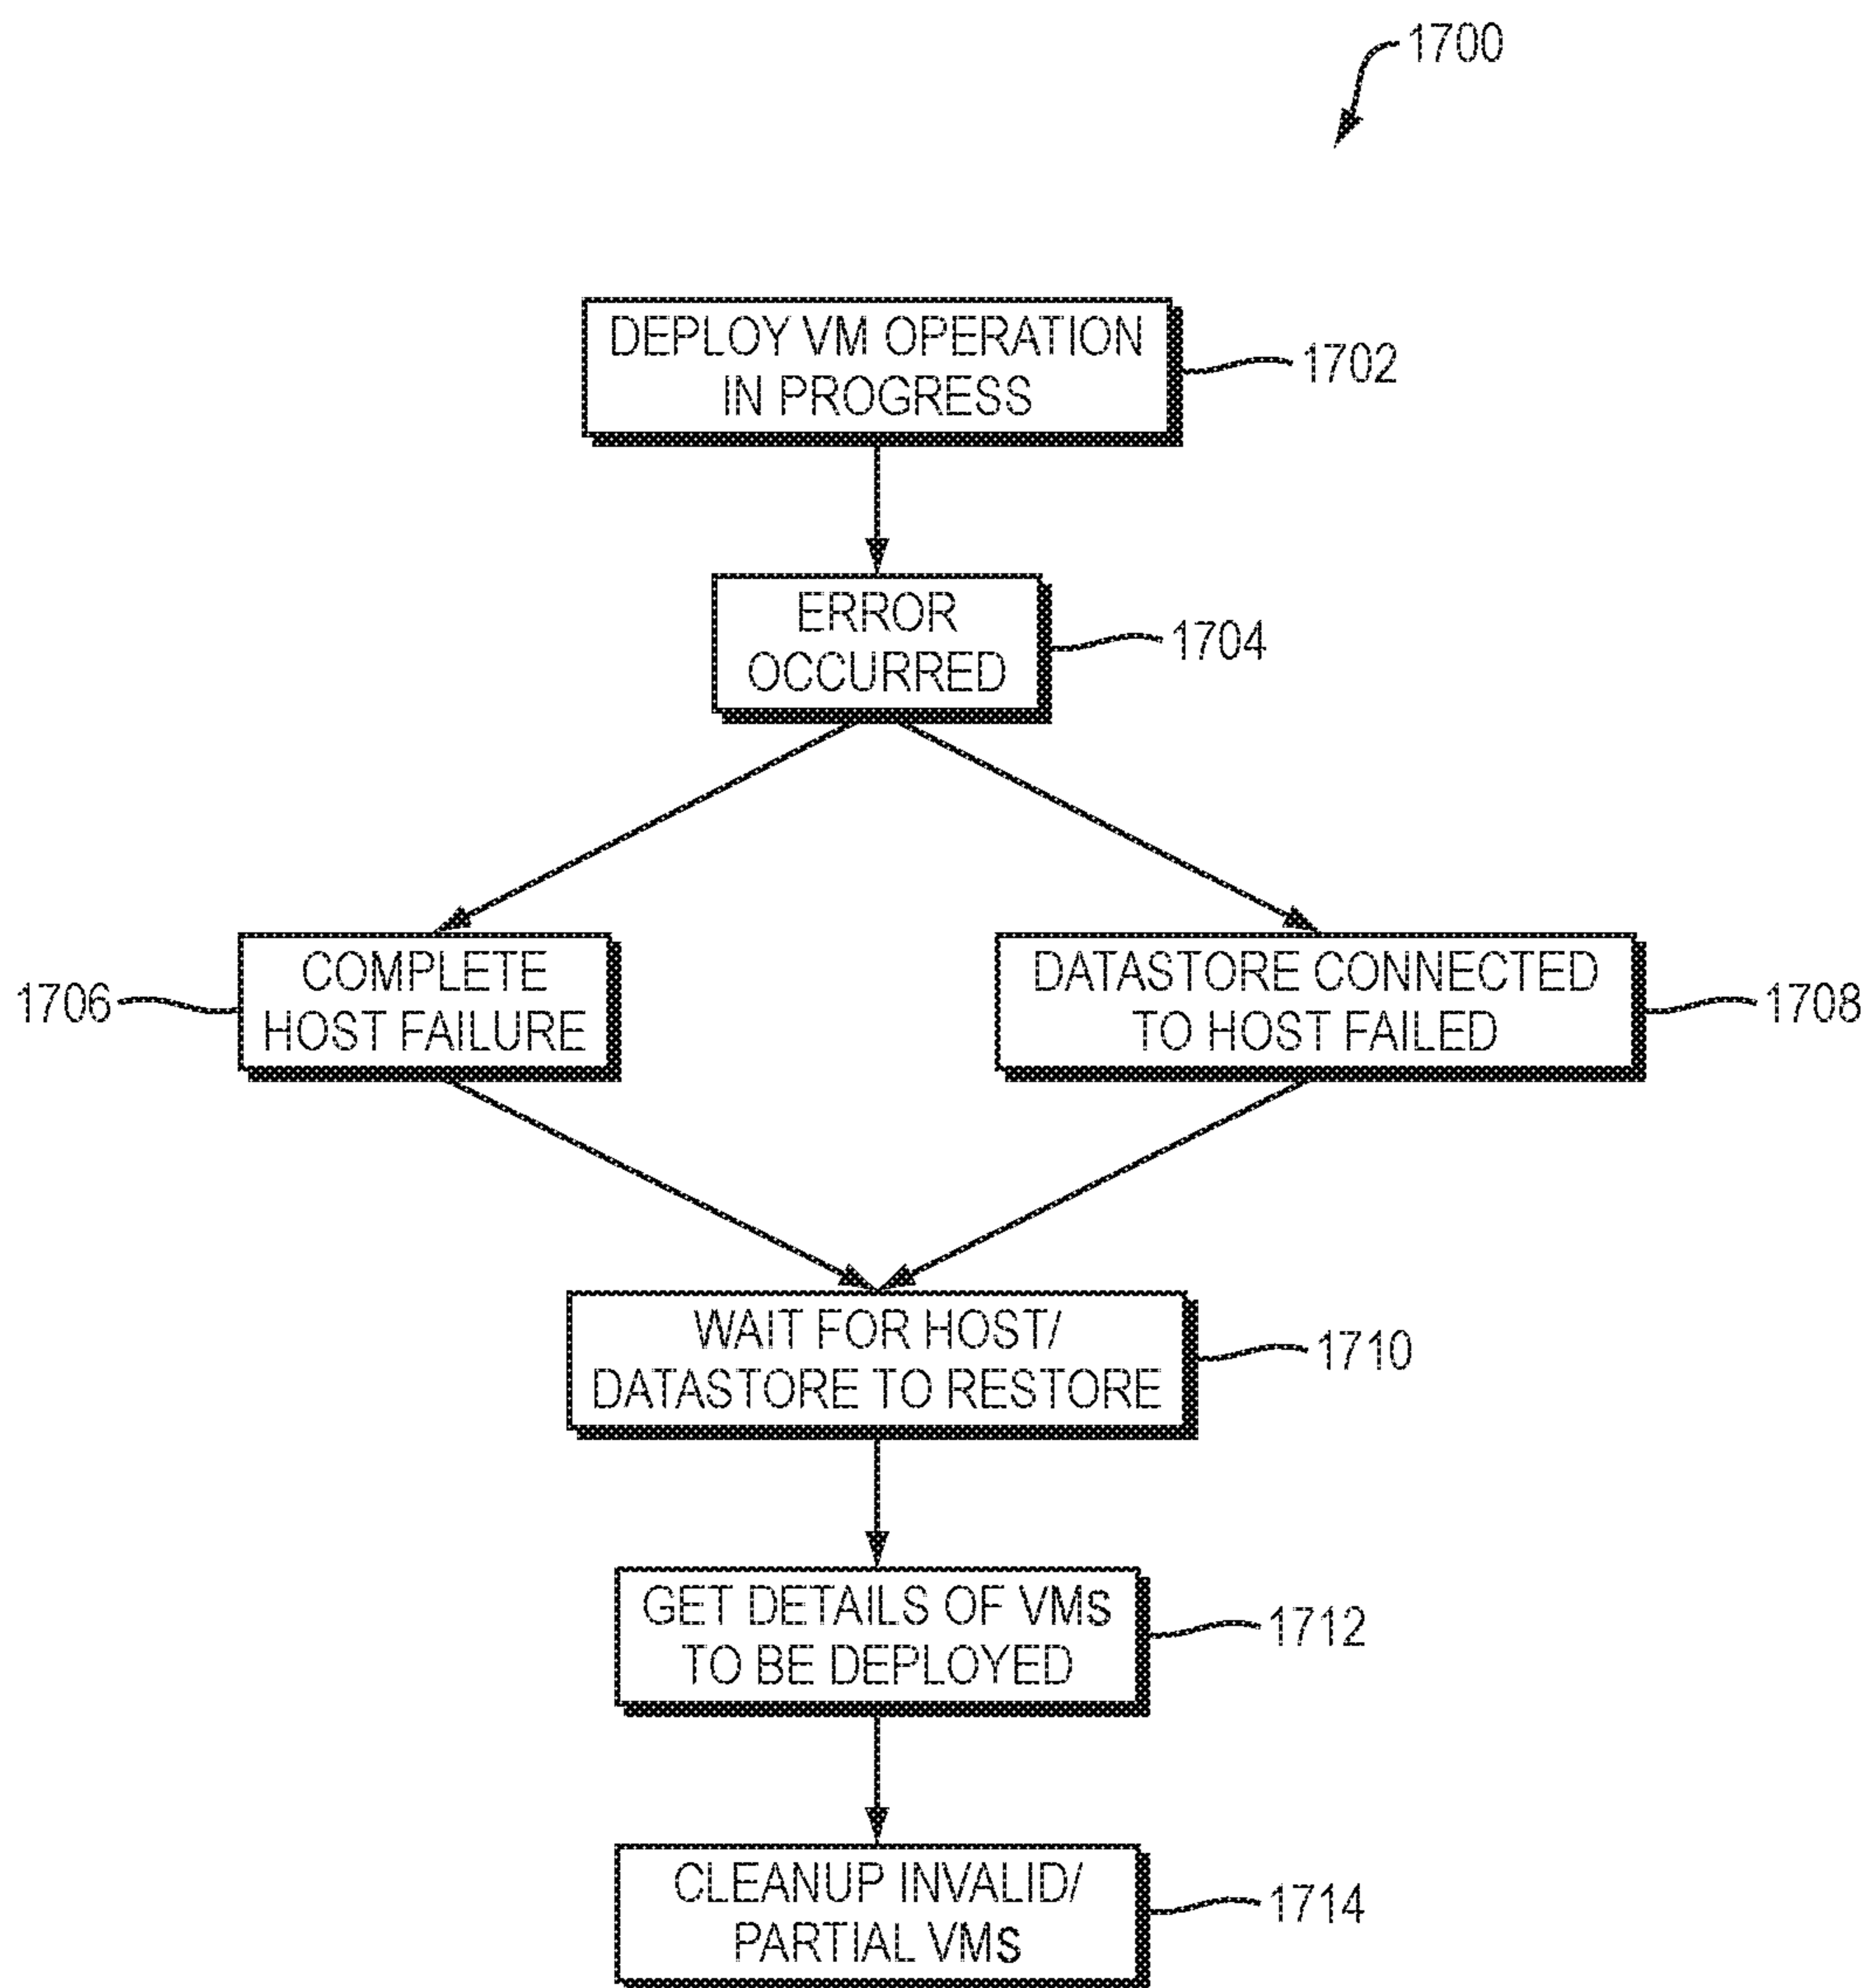 1700
DEPLOY VM OPERATION
IN PROGRESS
1702
ERROR
OCCURRED
1704
COMPLETE
HOST FAILURE
1706
DATASTORE CONNECTED
TO HOST FAILED
1708
WAIT FOR HOST/
DATASTORE TO RESTORE
1710
GET DETAILS OF VMs
TO BE DEPLOYED
1712
CLEANUP INVALID/
PARTIAL VMs
1714